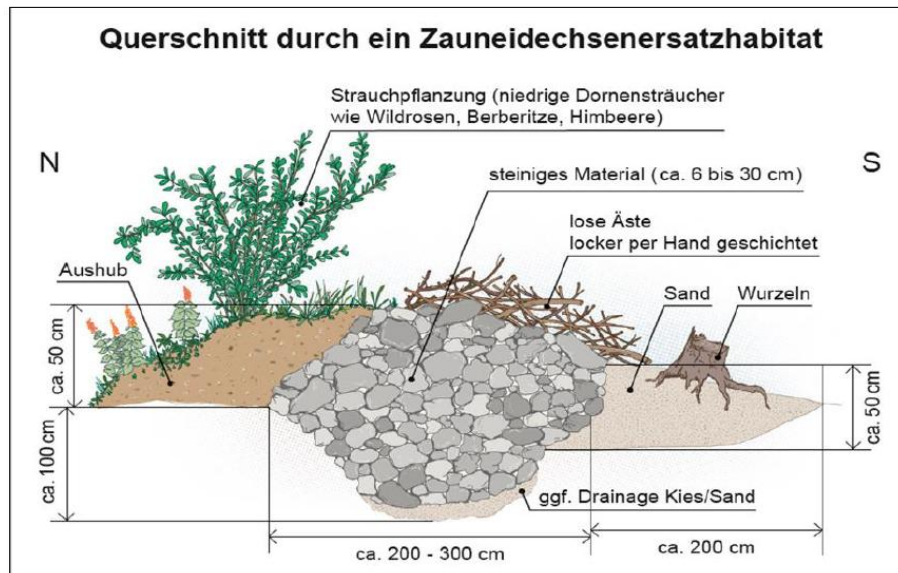 Querschnitt durch ein Zauneidechsenersatzhabitat
Strauchpflanzung (niedrige Dornensträucher
wie Wildrosen, Berberitze, Himbeere)
N
S
steiniges Material (ca. 6 bis 30 cm)
lose Äste
locker per Hand geschichtet
Aushub
Sand
Wurzeln
ca. 50 cm
ca. 50 cm
ca. 100 cm
ggf. Drainage Kies/Sand
ca. 200 - 300 cm
ca. 200 cm